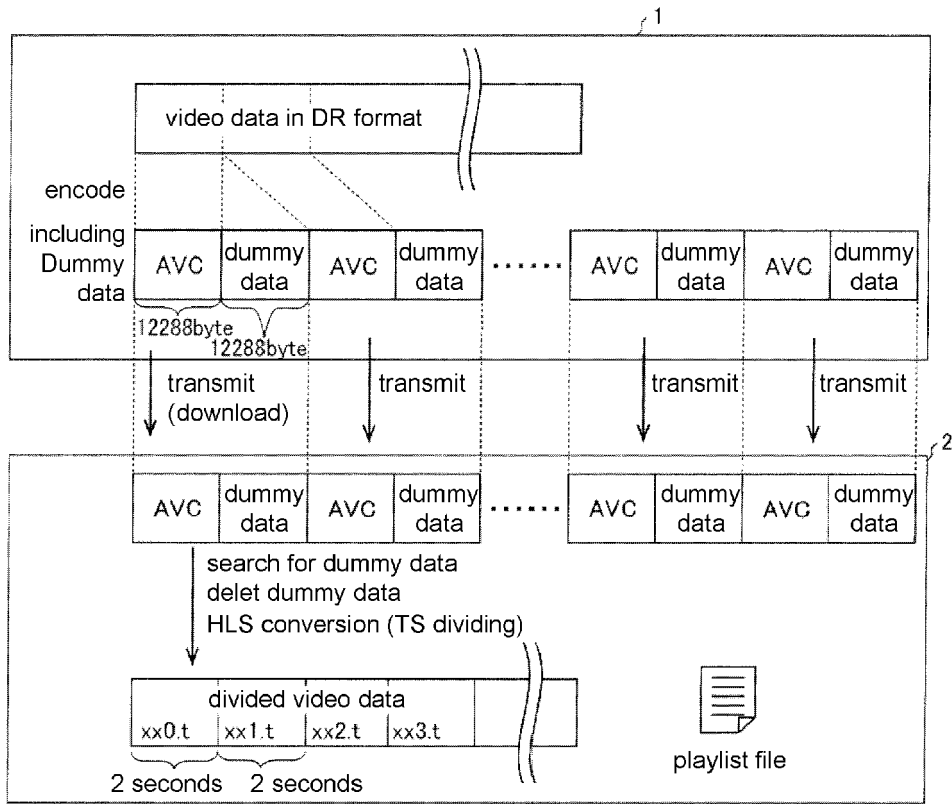 1
video data in DR format
encode
including
Dummy
data
AVC
dummy
data
AVC
dummy
data
......
AVC
dummy
data
AVC
dummy
data
12288byte
12288byte
transmit
(download)
transmit
transmit
transmit
2
AVC
dummy
data
AVC
dummy
data
......
AVC
dummy
data
AVC
dummy
data
search for dummy data
delet dummy data
HLS conversion (TS dividing)
divided video data
xx0.t xx1.t xx2.t xx3.t
2 seconds 2 seconds
playlist file